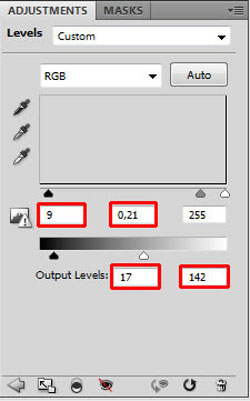 ADJUSTMENTS MASKS
Levels Custom
RGB Auto
9 0,21 255
Output Levels: 17 142